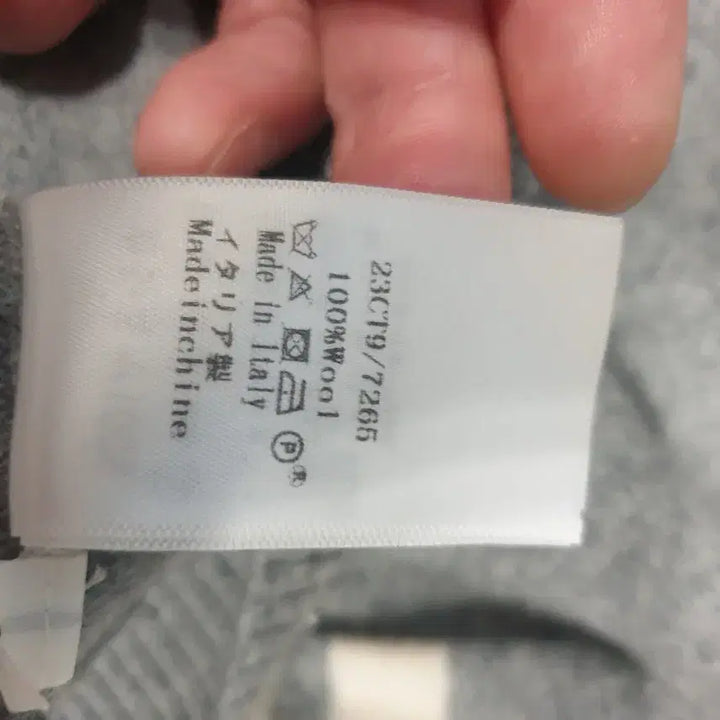 23CT9/7265
100%Wool
Made in Italy
イタリア製
Madeinchine